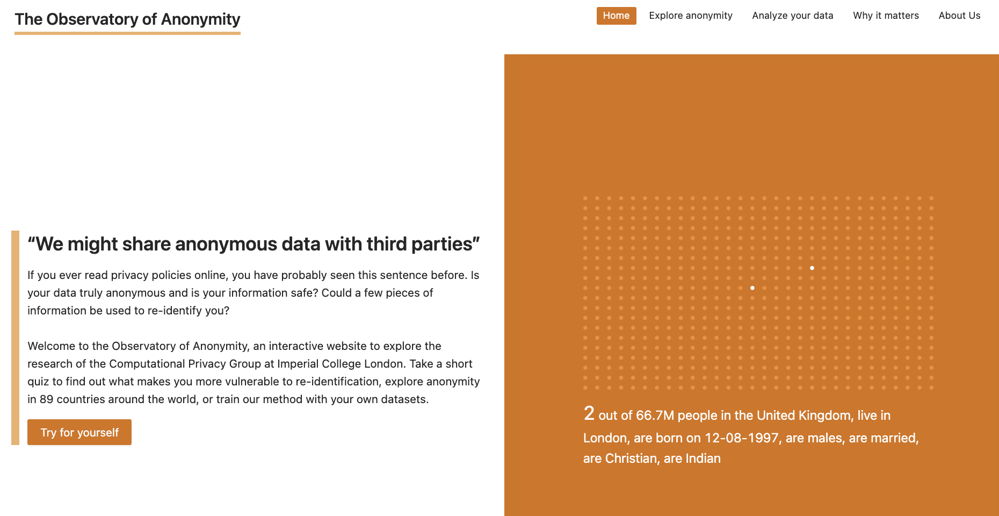 The Observatory of Anonymity
Home
Explore anonymity
Analyze your data
Why it matters
About Us
“We might share anonymous data with third parties”
If you ever read privacy policies online, you have probably seen this sentence before. Is
your data truly anonymous and is your information safe? Could a few pieces of
information be used to re-identify you?
Welcome to the Observatory of Anonymity, an interactive website to explore the
research of the Computational Privacy Group at Imperial College London. Take a short
quiz to find out what makes you more vulnerable to re-identification, explore anonymity
in 89 countries around the world, or train our method with your own datasets.
Try for yourself
2 out of 66.7M people in the United Kingdom, live in
London, are born on 12-08-1997, are males, are married,
are Christian, are Indian